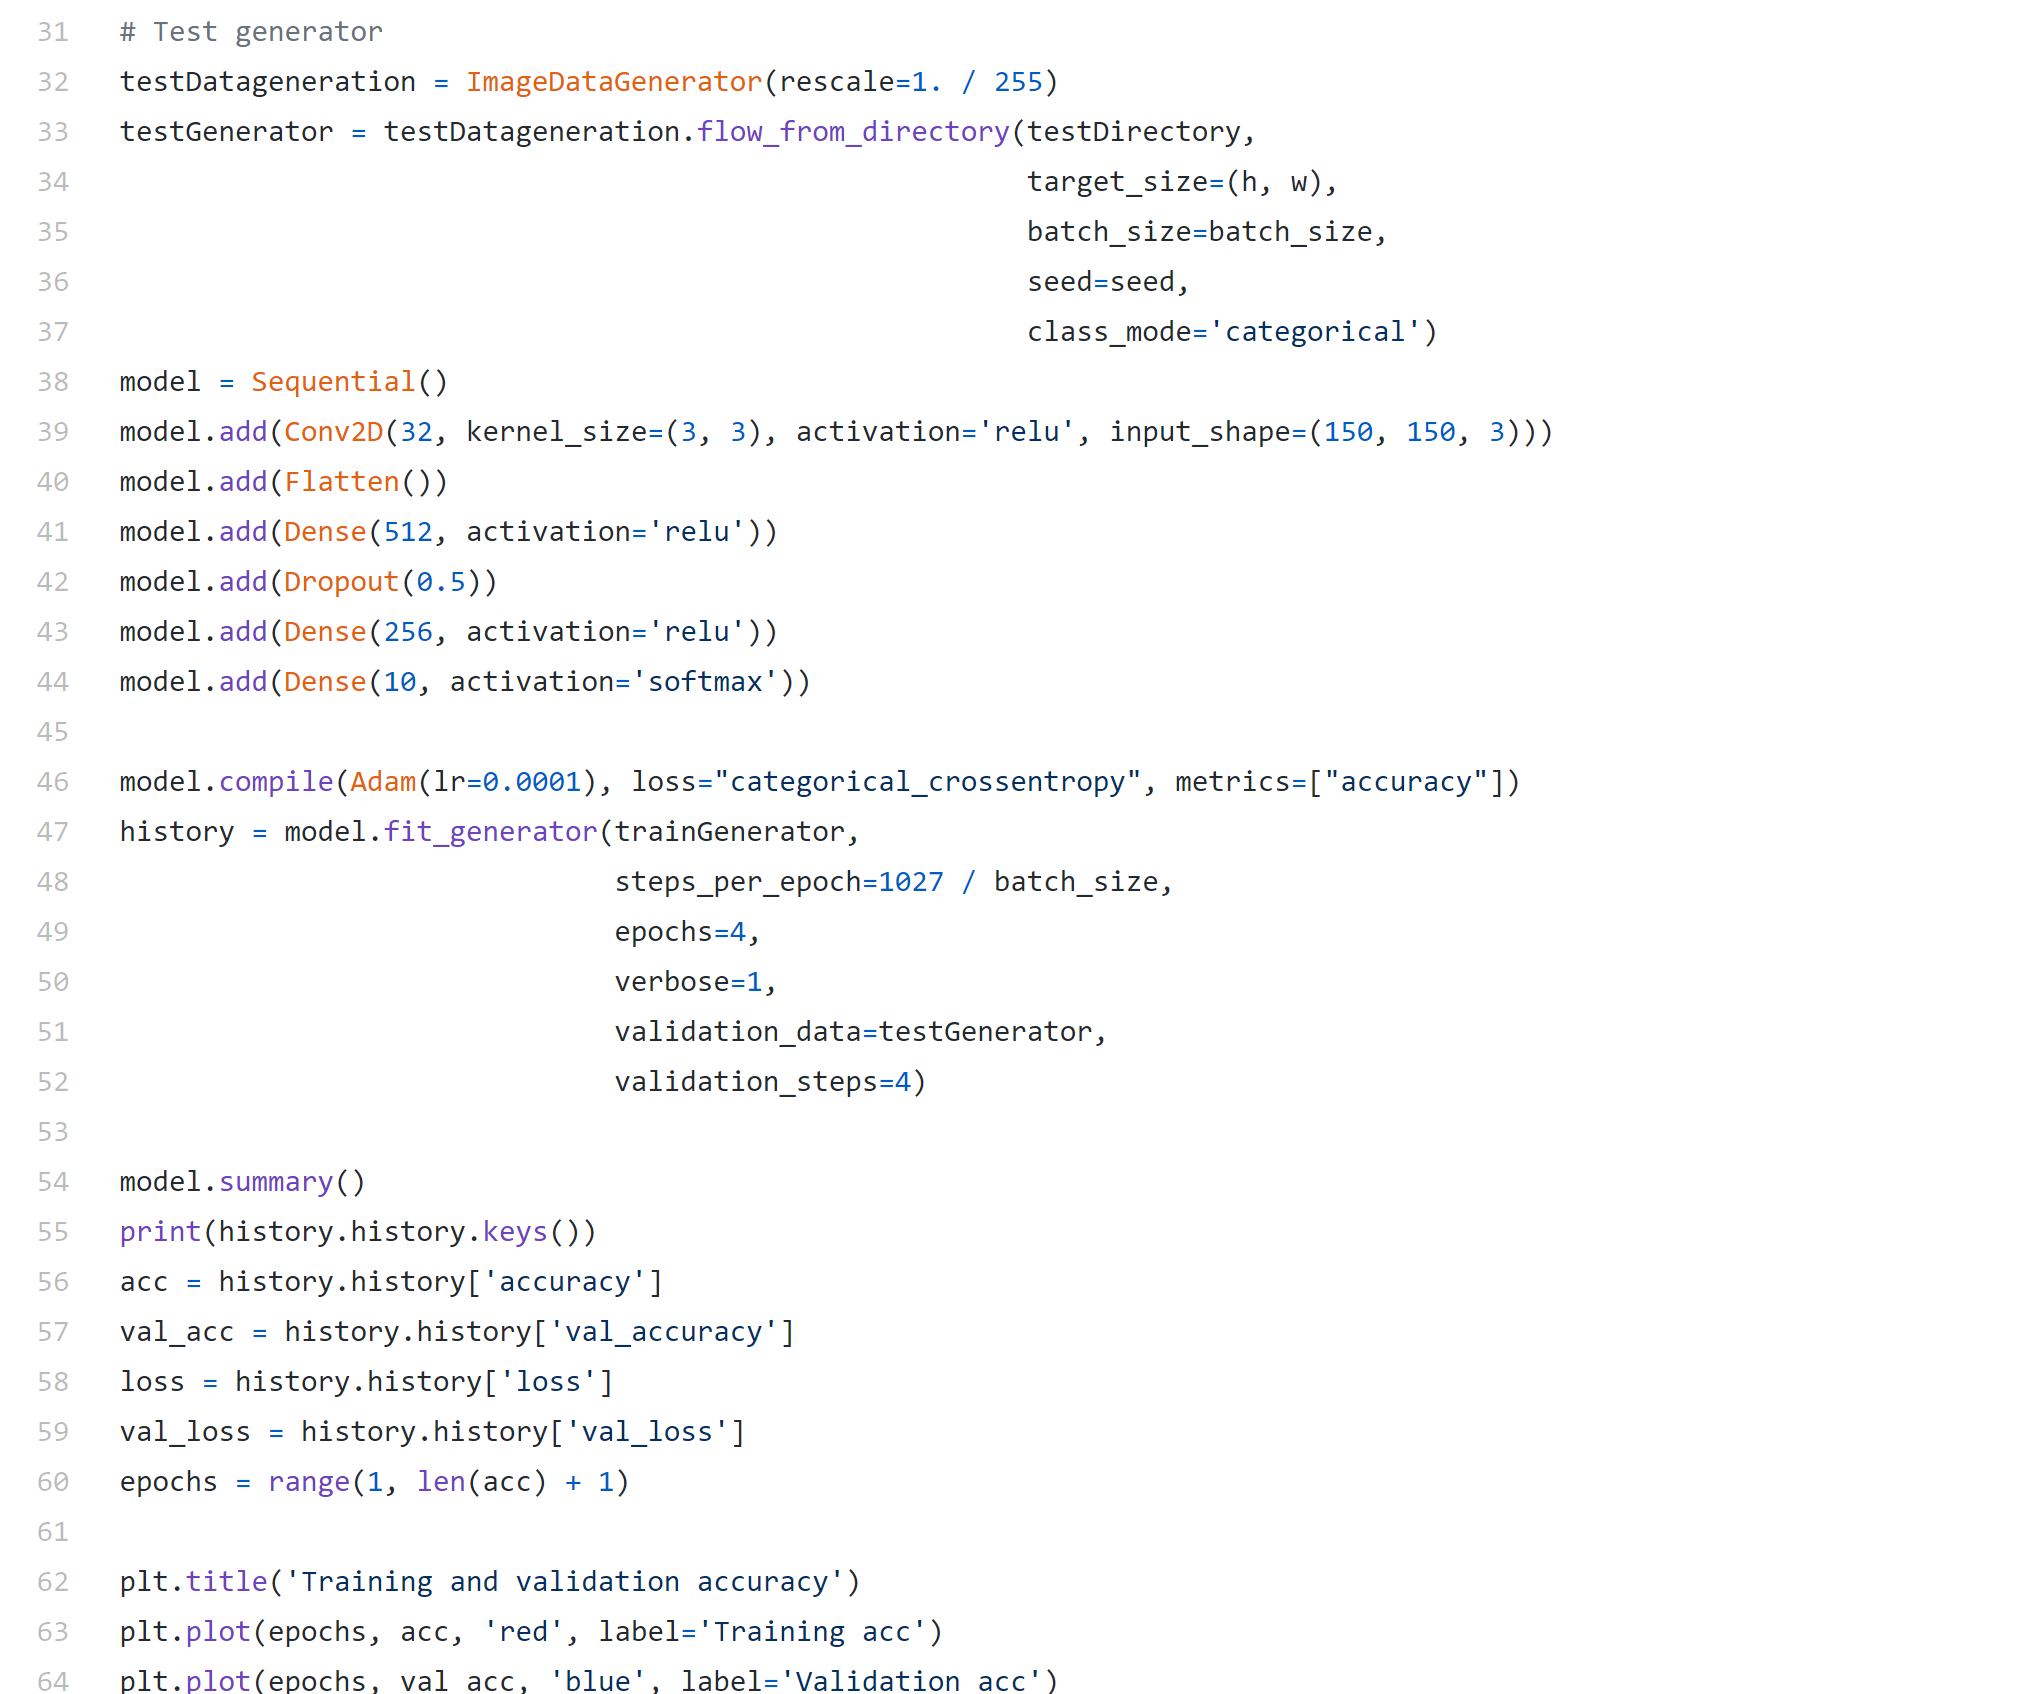 31 # Test generator
32 testDatageneration = ImageDataGenerator(rescale=1. / 255)
33 testGenerator = testDatageneration.flow_from_directory(testDirectory,
34 target_size=(h, w),
35 batch_size=batch_size,
36 seed=seed,
37 class_mode='categorical')
38 model = Sequential()
39 model.add(Conv2D(32, kernel_size=(3, 3), activation='relu', input_shape=(150, 150, 3)))
40 model.add(Flatten())
41 model.add(Dense(512, activation='relu'))
42 model.add(Dropout(0.5))
43 model.add(Dense(256, activation='relu'))
44 model.add(Dense(10, activation='softmax'))
45
46 model.compile(Adam(lr=0.0001), loss="categorical_crossentropy", metrics=["accuracy"])
47 history = model.fit_generator(trainGenerator,
48 steps_per_epoch=1027 / batch_size,
49 epochs=4,
50 verbose=1,
51 validation_data=testGenerator,
52 validation_steps=4)
53
54 model.summary()
55 print(history.history.keys())
56 acc = history.history['accuracy']
57 val_acc = history.history['val_accuracy']
58 loss = history.history['loss']
59 val_loss = history.history['val_loss']
60 epochs = range(1, len(acc) + 1)
61
62 plt.title('Training and validation accuracy')
63 plt.plot(epochs, acc, 'red', label='Training acc')
64 plt.plot(epochs, val_acc, 'blue', label='Validation acc')